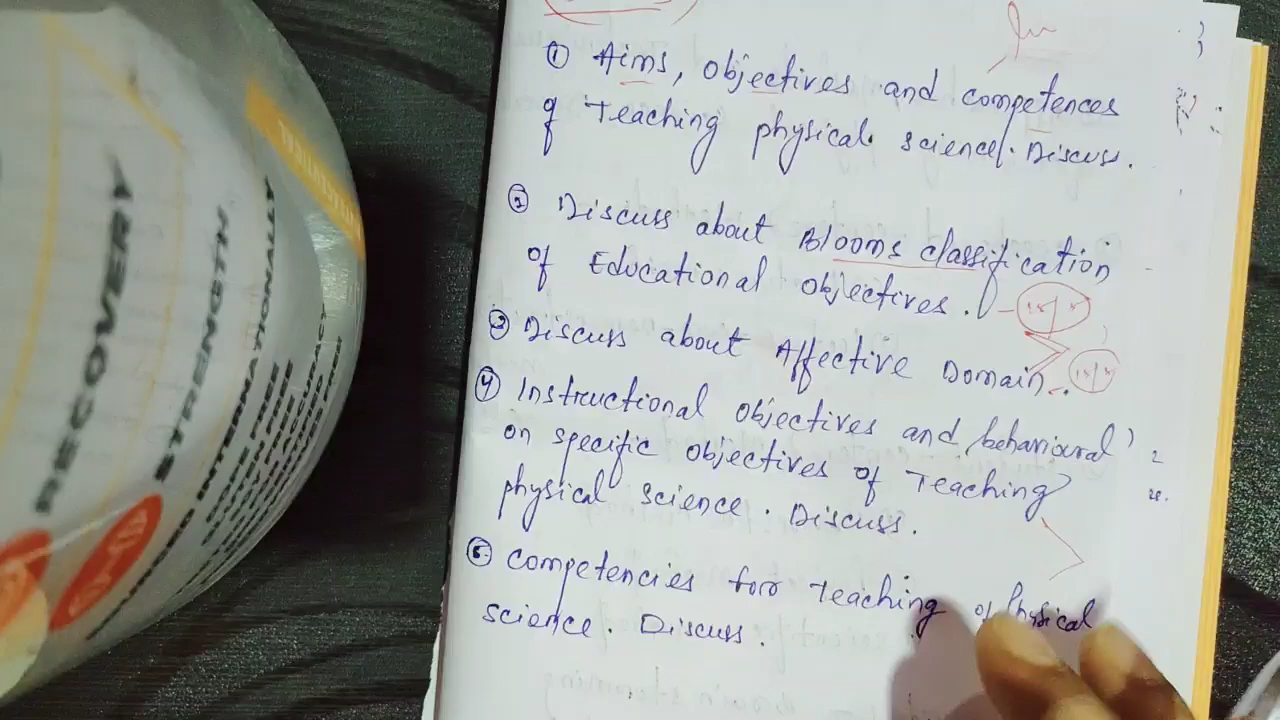 ① Aims, objectives and competences
of Teaching physical science. Discuss.
② Discuss about Blooms classification
of Educational objectives.
③ Discuss about Affective Domain.
④ Instructional objectives and behavioural
on specific objectives of Teaching
physical science. Discuss.
⑤ Competencies for Teaching of Physical
science. Discuss.
RECOVERY
STRENGTH
INTERNATIONALLY